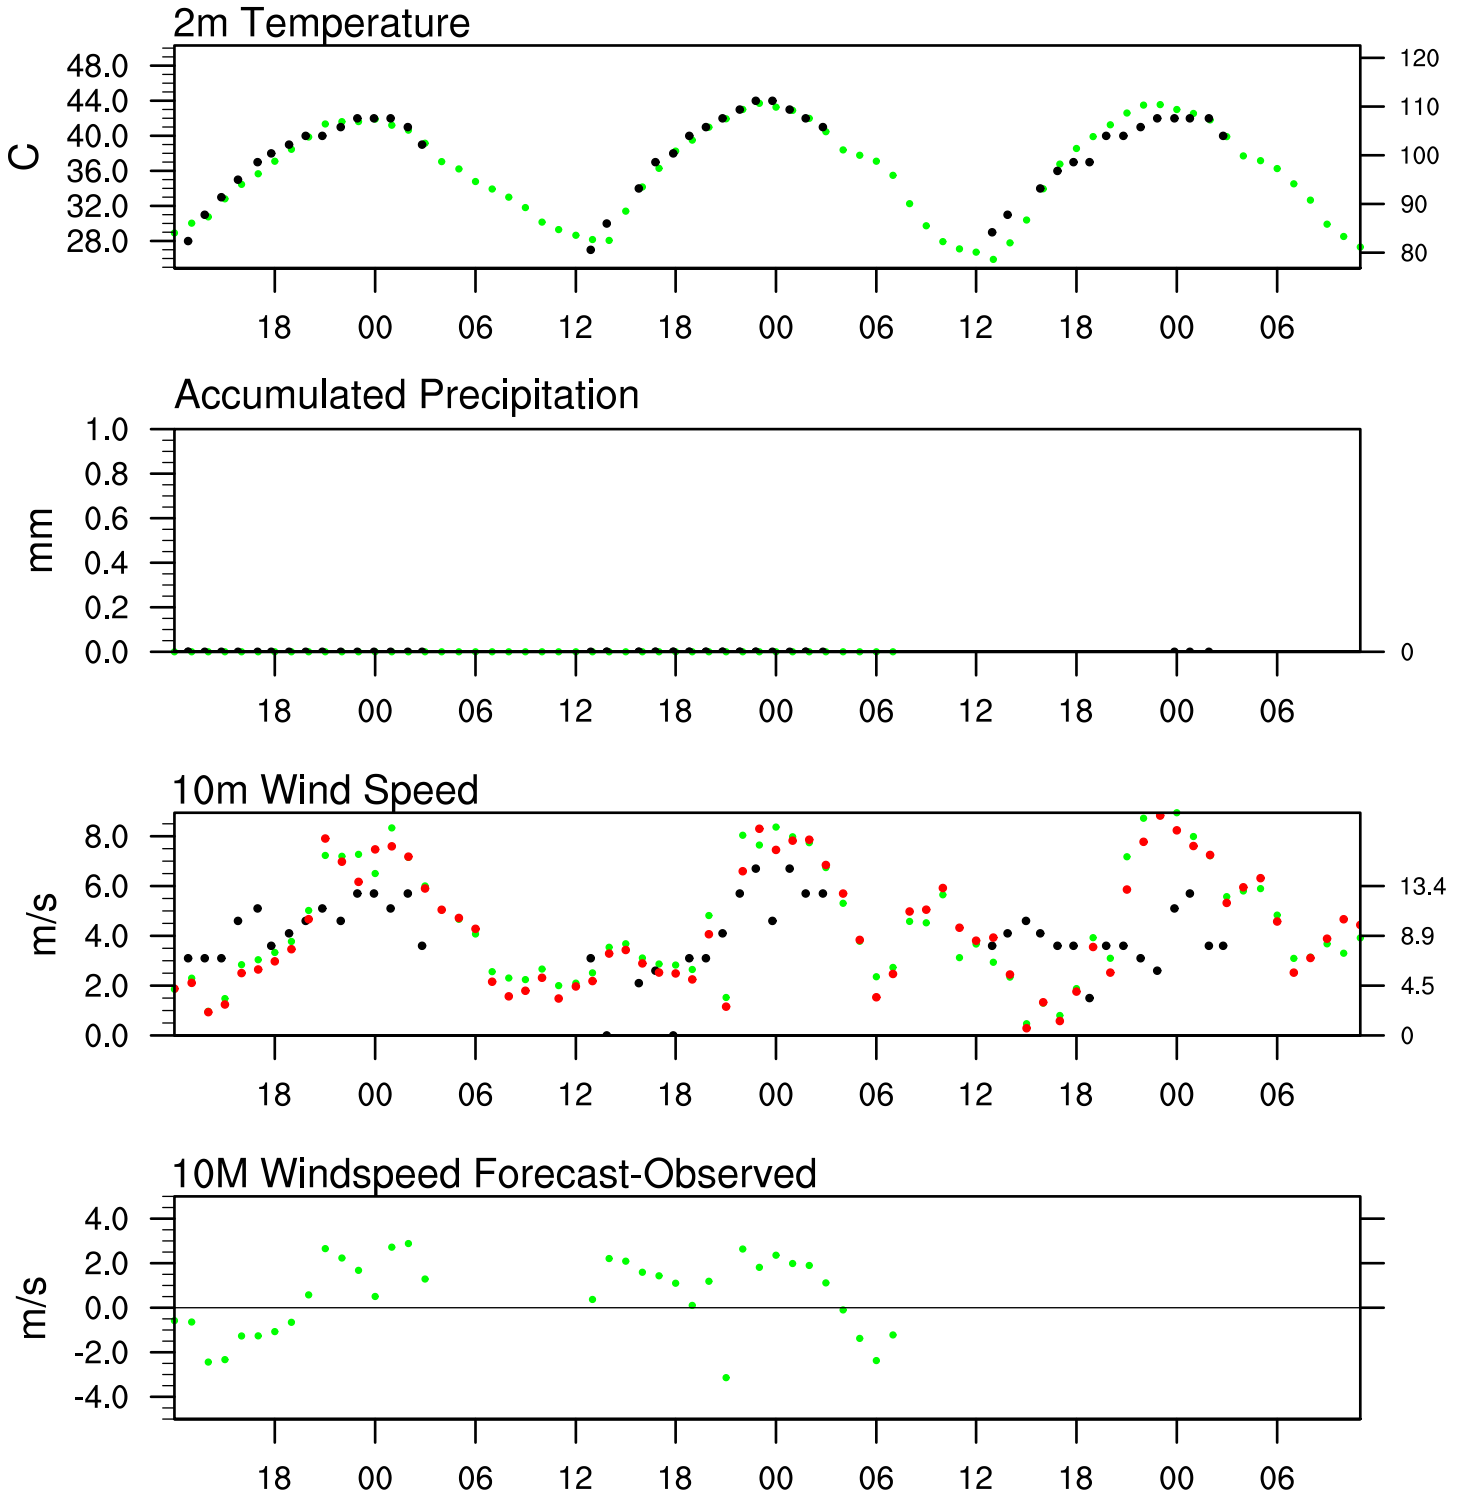 2m Temperature
48.0 120
44.0 110
40.0
C 36.0 100
32.0 90
28.0 80
18 00 06 12 18 00 06 12 18 00 06
Accumulated Precipitation
1.0
0.8
0.6
mm
0.4
0.2
0.0 0
18 00 06 12 18 00 06 12 18 00 06
10m Wind Speed
8.0
6.0 13.4
m/s
4.0 8.9
2.0 4.5
0.0 0
18 00 06 12 18 00 06 12 18 00 06
10M Windspeed Forecast-Observed
4.0
2.0
m/s 0.0
-2.0
-4.0
18 00 06 12 18 00 06 12 18 00 06